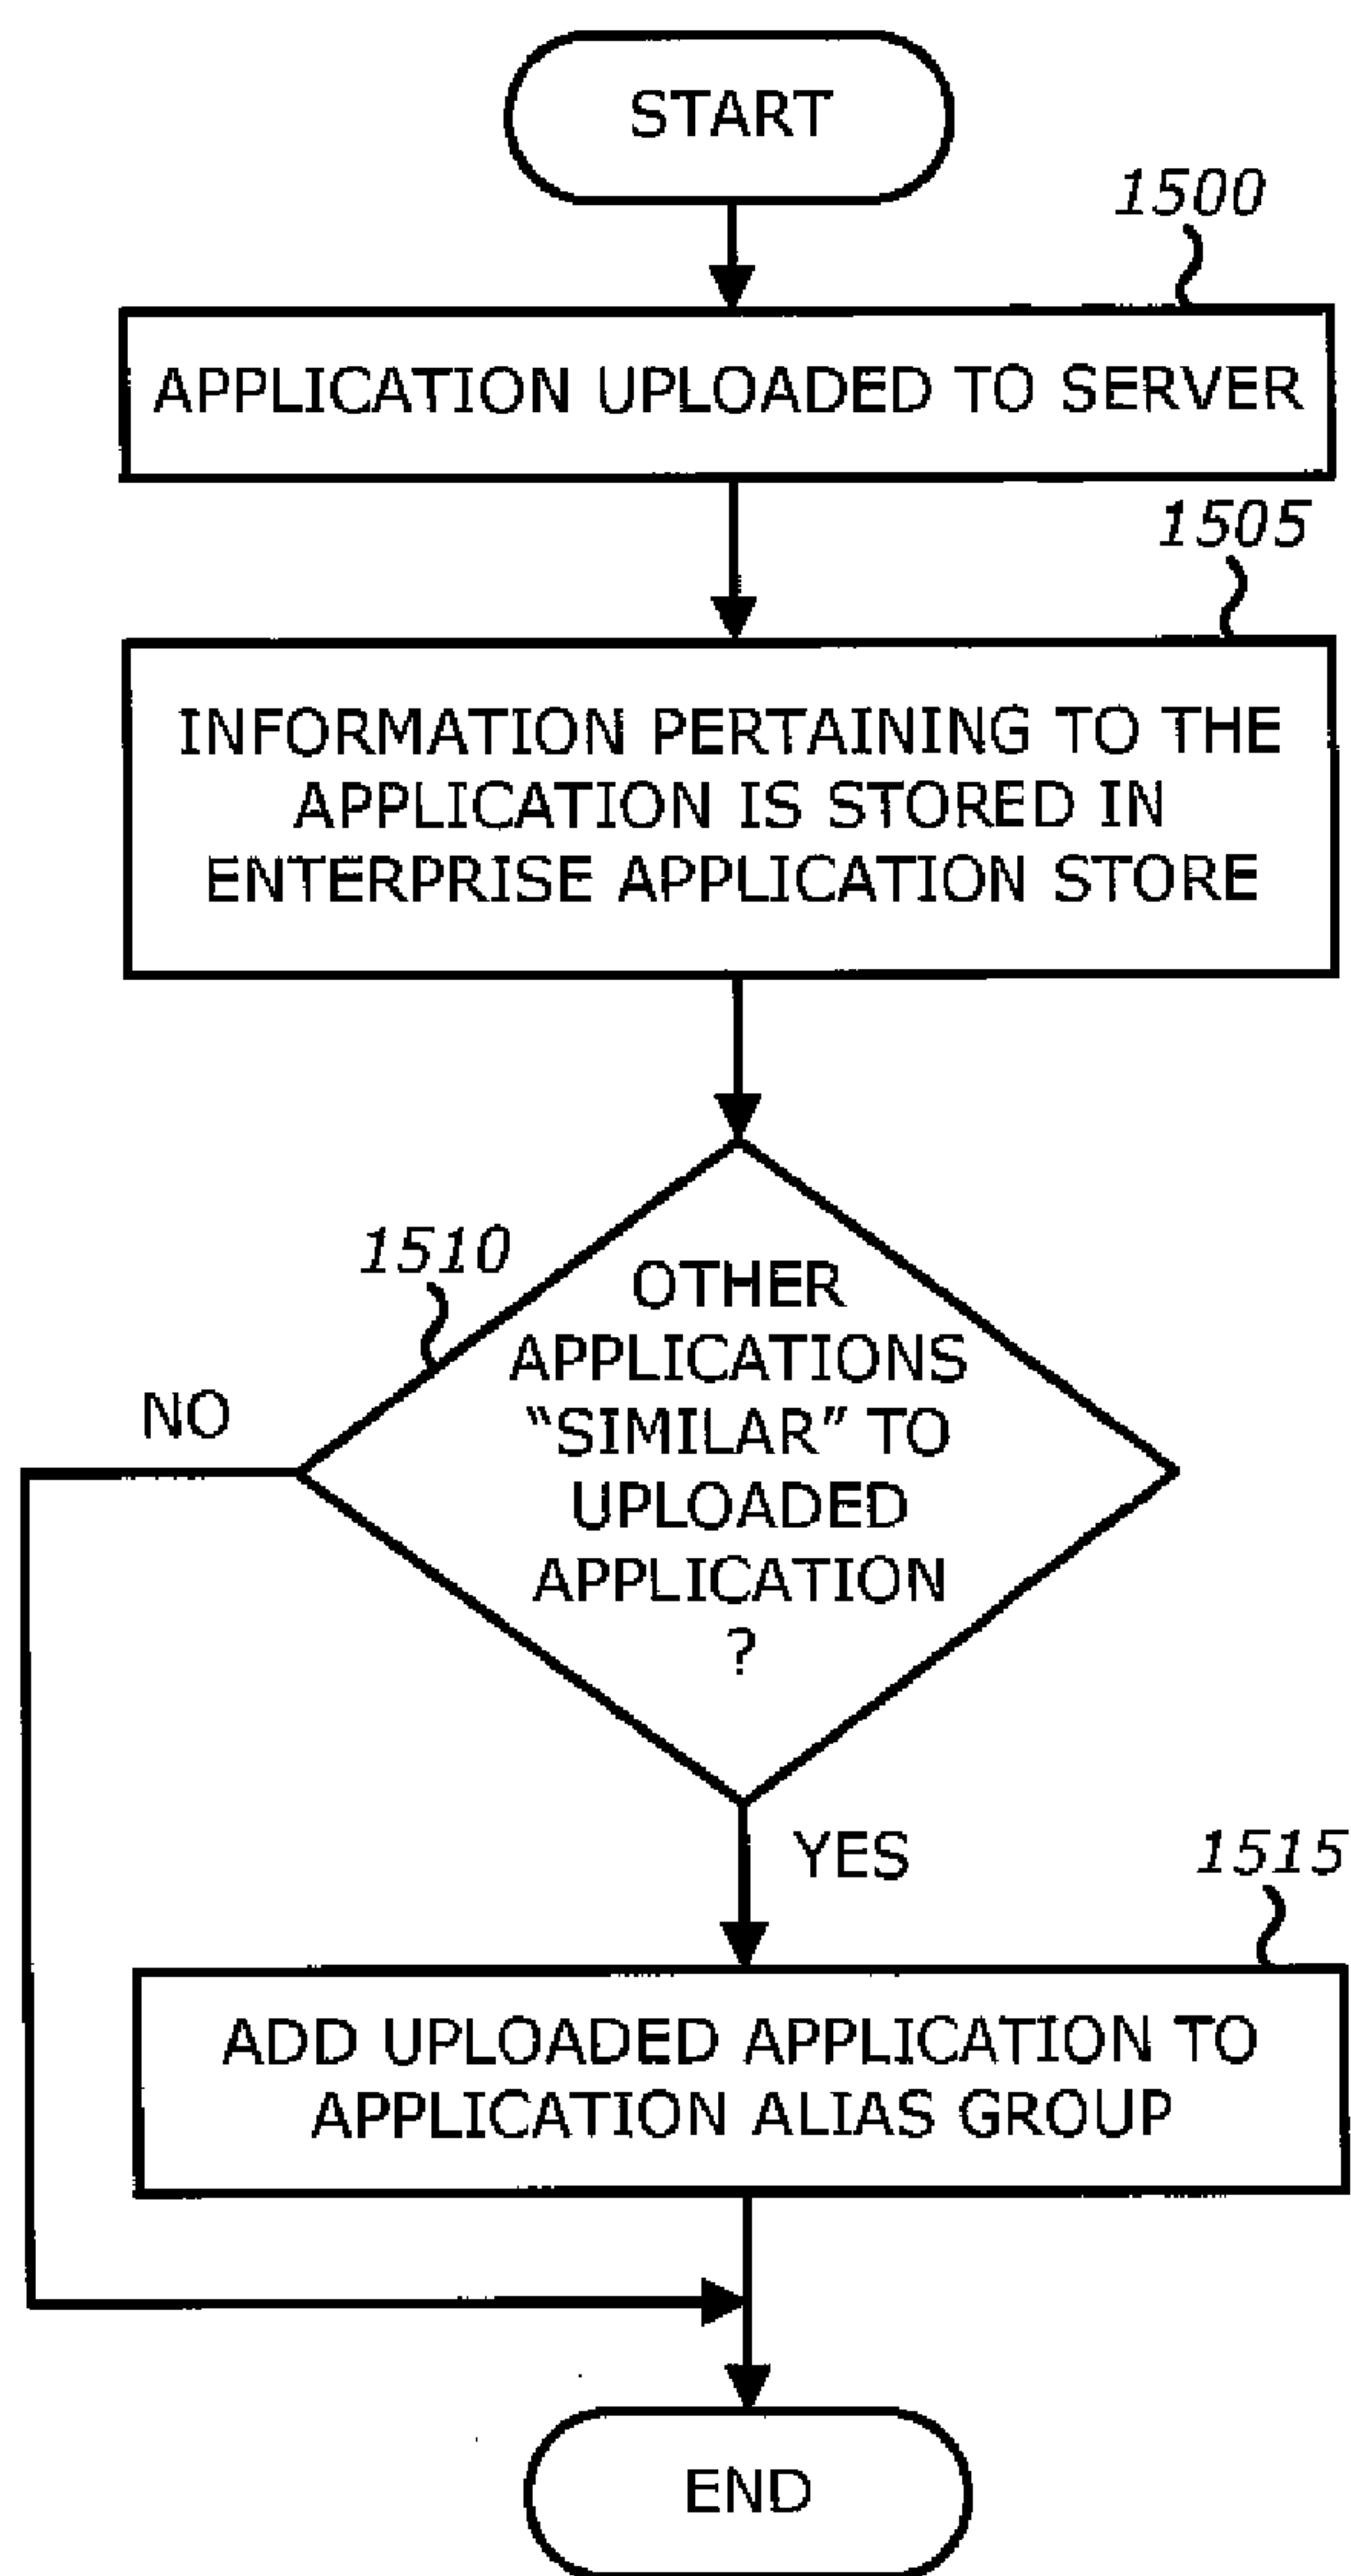 START
1500
APPLICATION UPLOADED TO SERVER
1505
INFORMATION PERTAINING TO THE
APPLICATION IS STORED IN
ENTERPRISE APPLICATION STORE
1510
OTHER
APPLICATIONS
“SIMILAR” TO
UPLOADED
APPLICATION
?
NO
YES
1515
ADD UPLOADED APPLICATION TO
APPLICATION ALIAS GROUP
END